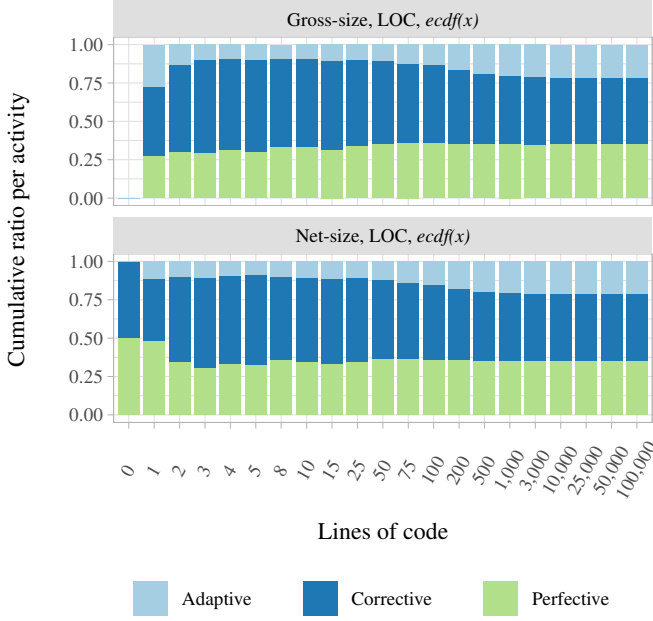 Gross-size, LOC, ecdf(x)
1.00
0.75
0.50
0.25
0.00
Net-size, LOC, ecdf(x)
1.00
0.75
0.50
0.25
0.00
Cumulative ratio per activity
0 1 2 3 4 5 8 10 15 25 50 75 100 200 500 1,000 3,000 10,000 25,000 50,000 100,000
Lines of code
Adaptive Corrective Perfective